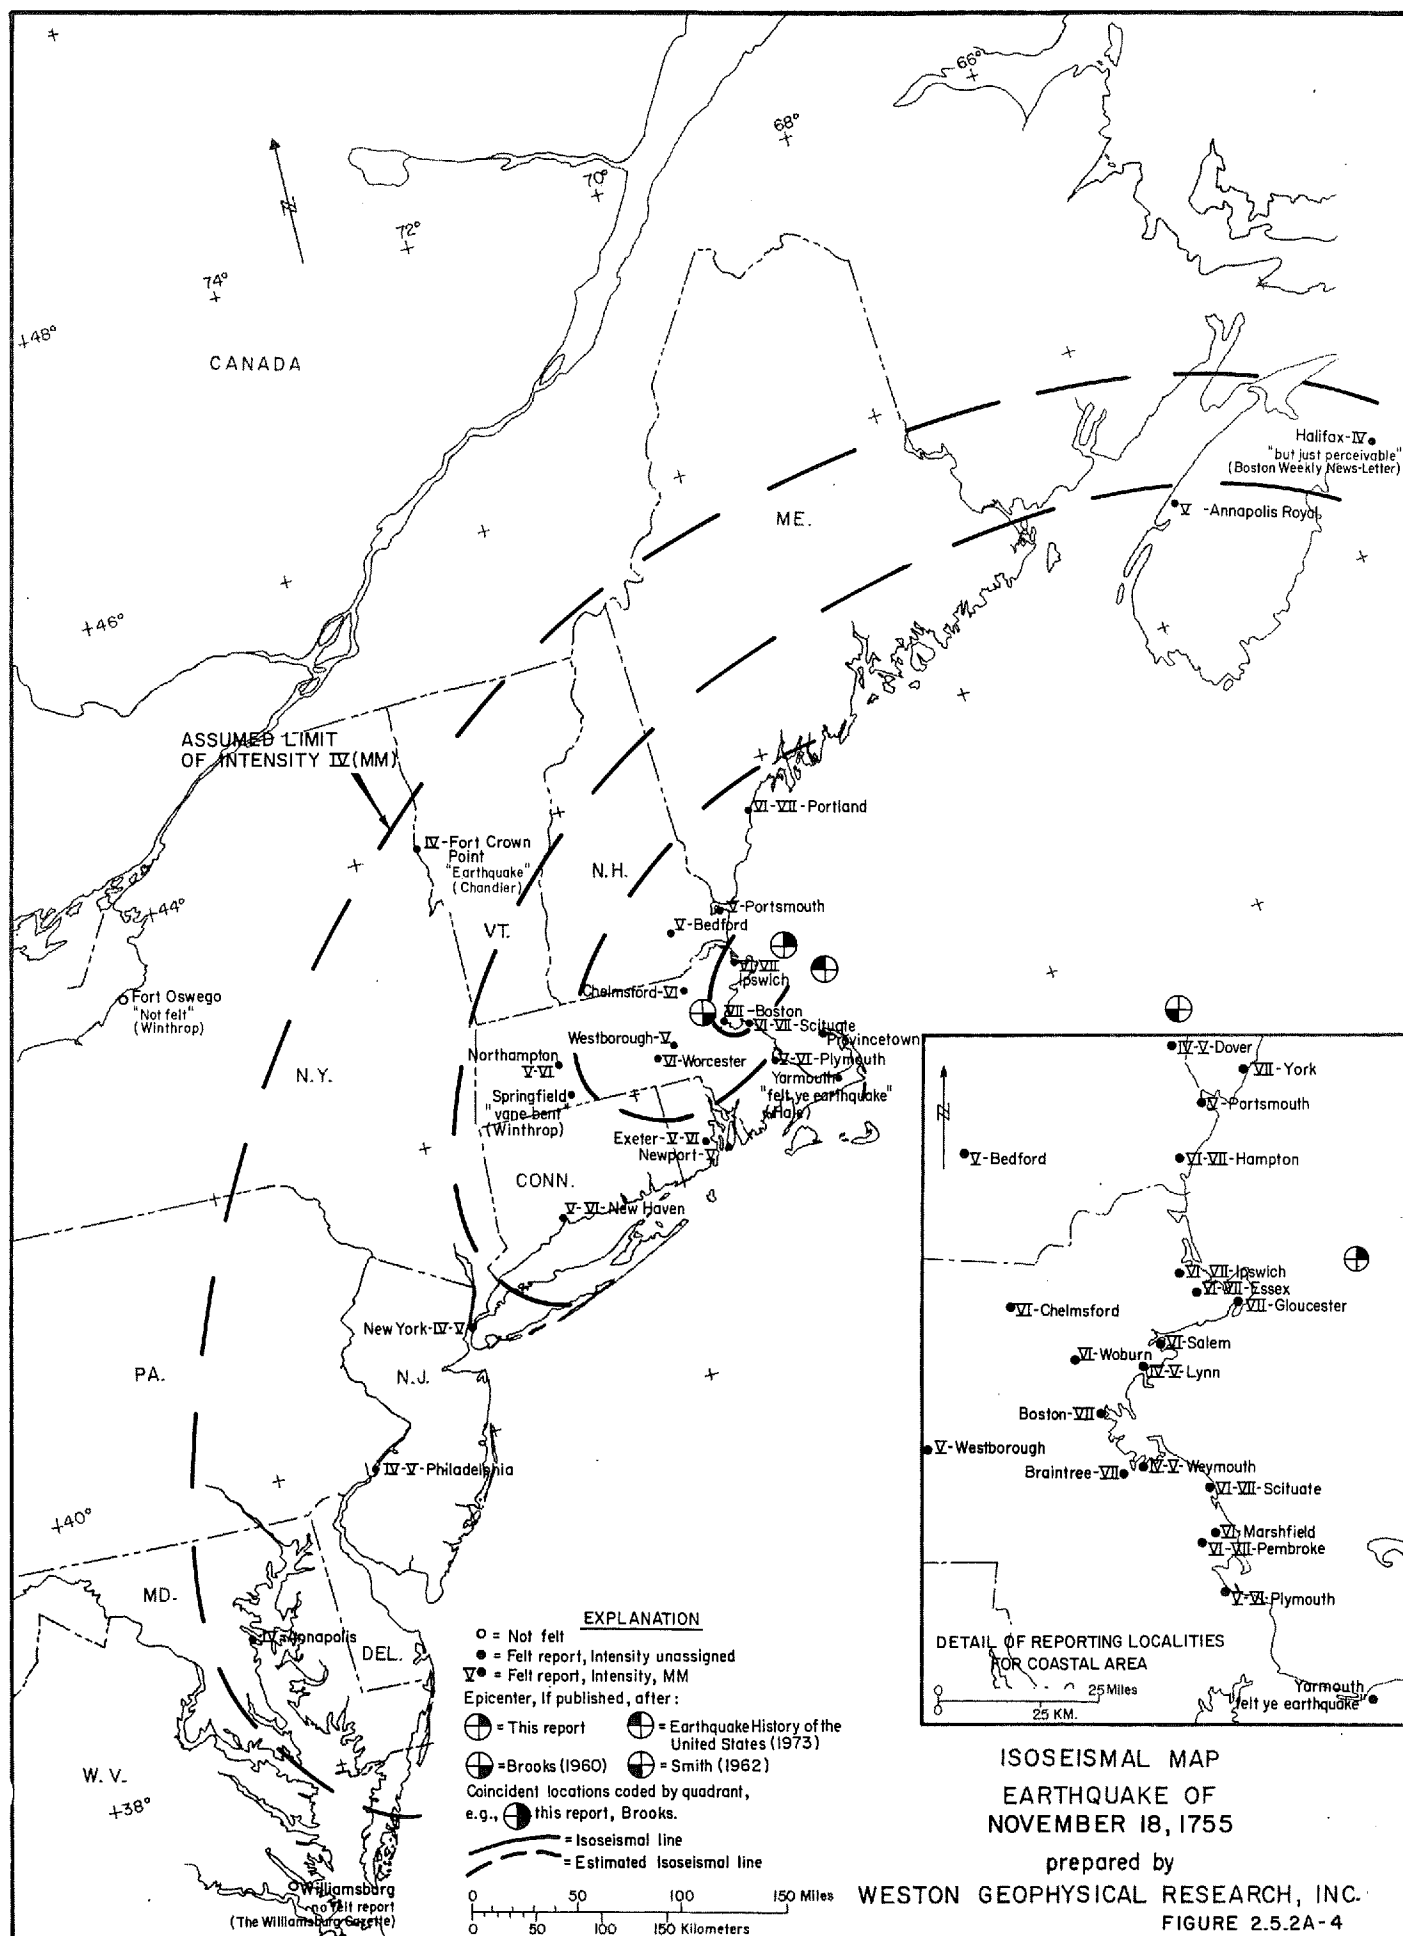 66°
68°
70°
72°
74°
+48°
CANADA
N
Halifax-IV
"but just perceivable"
(Boston Weekly News-Letter)
ME.
V -Annapolis Royal
+46°
ASSUMED LIMIT
OF INTENSITY IV (MM)
VI-VII-Portland
IV-Fort Crown
Point
"Earthquake"
(Chandler)
N.H.
+44°
VT.
V-Portsmouth
V-Bedford
VI-VII
Ipswich
Chelmsford-VI
Fort Oswego
"Not felt"
(Winthrop)
VII-Boston
VI-VII-Scituate
Provincetown
Westborough-V
VI-Worcester
V-VI-Plymouth
Northampton
V-VI
N.Y.
Yarmouth
"felt ye earthquake"
(Hale)
Springfield
"vane bent"
(Winthrop)
Exeter-V-VI
Newport-V
CONN.
V-VI-New Haven
New York-IV-V
PA.
N.J.
IV-V-Philadelphia
+40°
MD.
IV-Annapolis
DEL.
W. V.
+38°
Williamsburg
no felt report
(The Williamsburg Gazette)
IV-V-Dover
VII-York
V-Portsmouth
N
V-Bedford
VI-VII-Hampton
VI-VII-Ipswich
VI-VII-Essex
VII-Gloucester
VI-Chelmsford
VI-Salem
VI-Woburn
IV-V-Lynn
Boston-VII
V-Westborough
Braintree-VII
IV-V-Weymouth
VI-VII-Scituate
VI-Marshfield
VI-VII-Pembroke
V-VI-Plymouth
DETAIL OF REPORTING LOCALITIES
FOR COASTAL AREA
0 25 Miles
0 25 KM.
Yarmouth
"felt ye earthquake"
EXPLANATION
= Not felt
= Felt report, Intensity unassigned
V = Felt report, Intensity, MM
Epicenter, If published, after:
= This report
= Earthquake History of the
United States (1973)
= Brooks (1960)
= Smith (1962)
Coincident locations coded by quadrant,
e.g., this report, Brooks.
= Isoseismal line
= Estimated Isoseismal line
0 50 100 150 Miles
0 50 100 150 Kilometers
ISOSEISMAL MAP
EARTHQUAKE OF
NOVEMBER 18, 1755
prepared by
WESTON GEOPHYSICAL RESEARCH, INC.
FIGURE 2.5.2A-4